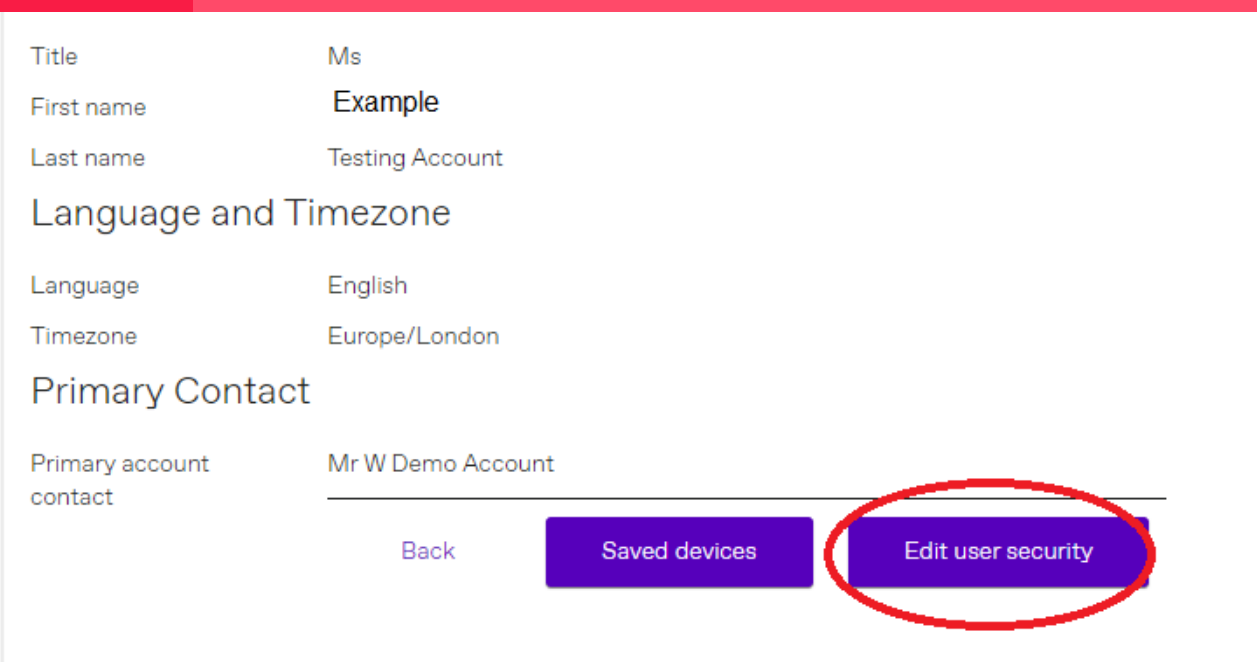 Title Ms
First name Example
Last name Testing Account
Language and Timezone
Language English
Timezone Europe/London
Primary Contact
Primary account contact Mr W Demo Account
Back Saved devices Edit user security